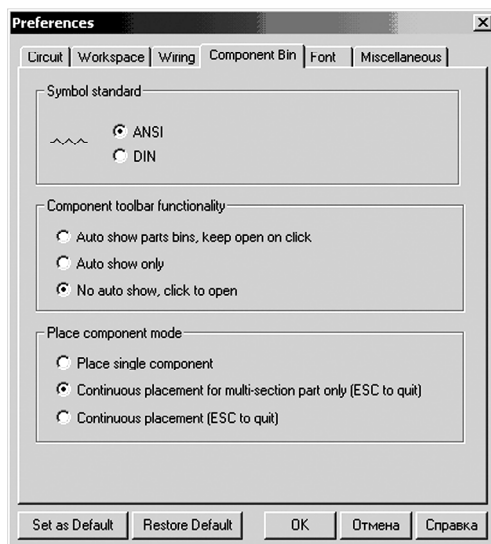 Preferences
Circuit Workspace Wiring Component Bin Font Miscellaneous
Symbol standard
ANSI
DIN
Component toolbar functionality
Auto show parts bins, keep open on click
Auto show only
No auto show, click to open
Place component mode
Place single component
Continuous placement for multi-section part only (ESC to quit)
Continuous placement (ESC to quit)
Set as Default Restore Default OK Отмена Справка